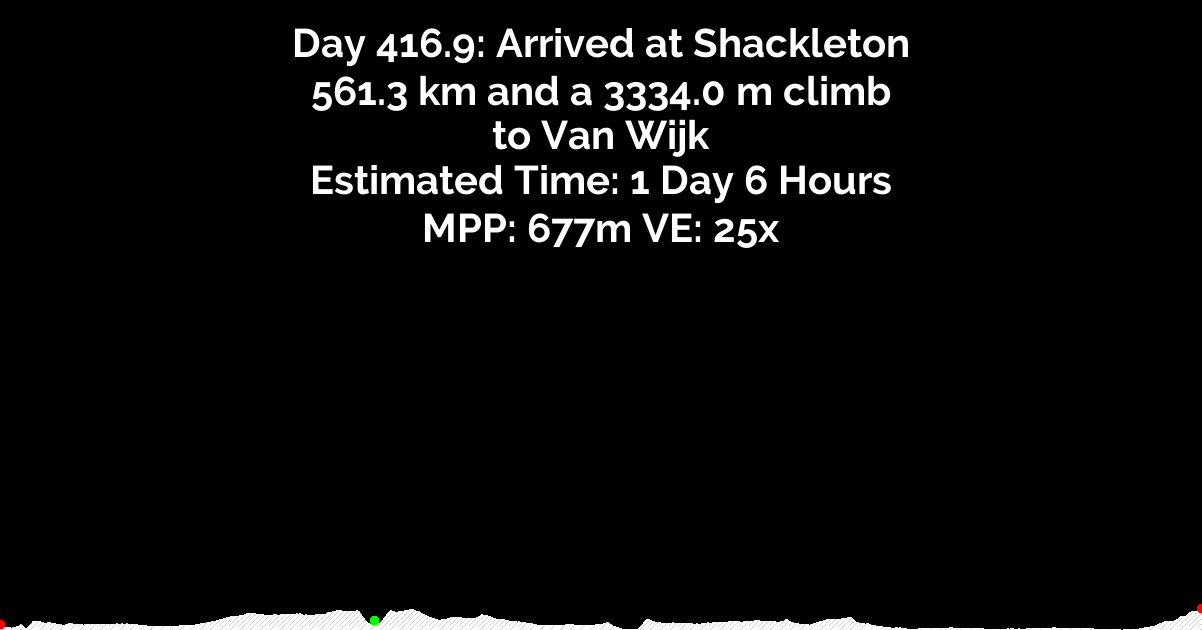 Day 416.9: Arrived at Shackleton
561.3 km and a 3334.0 m climb
to Van Wijk
Estimated Time: 1 Day 6 Hours
MPP: 677m VE: 25x